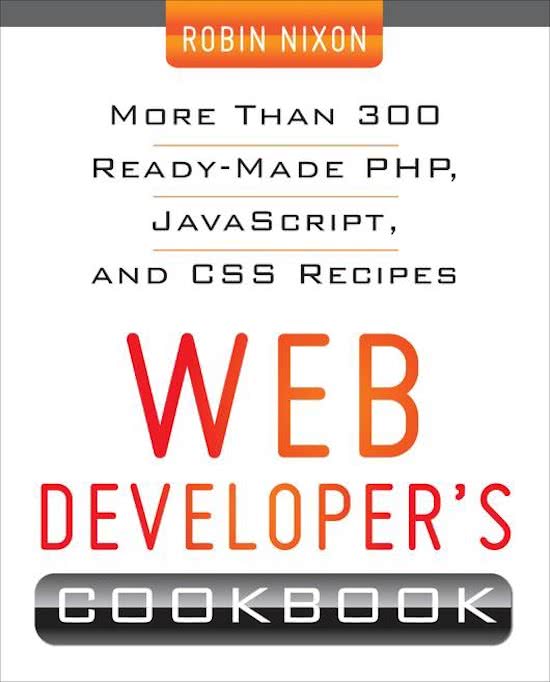 ROBIN NIXON
MORE THAN 300
READY-MADE PHP,
JAVASCRIPT,
AND CSS RECIPES
WEB
DEVELOPER'S
COOKBOOK